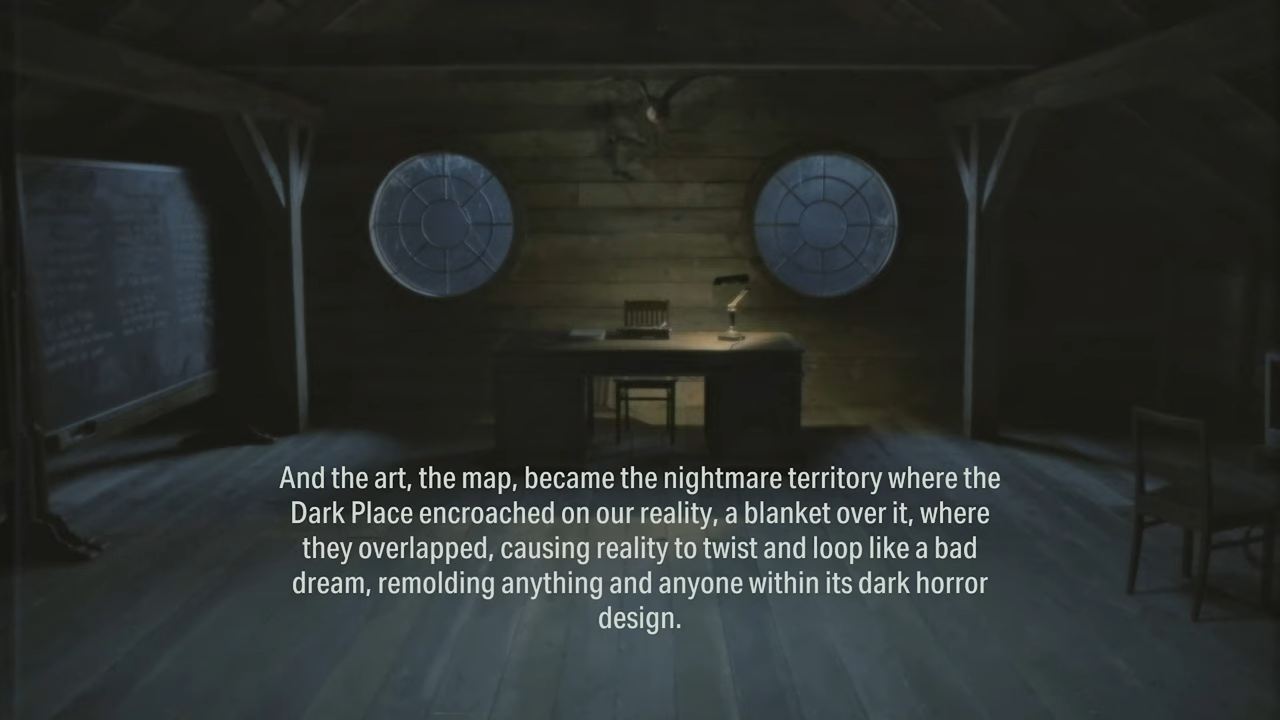 And the art, the map, became the nightmare territory where the
Dark Place encroached on our reality, a blanket over it, where
they overlapped, causing reality to twist and loop like a bad
dream, remolding anything and anyone within its dark horror
design.